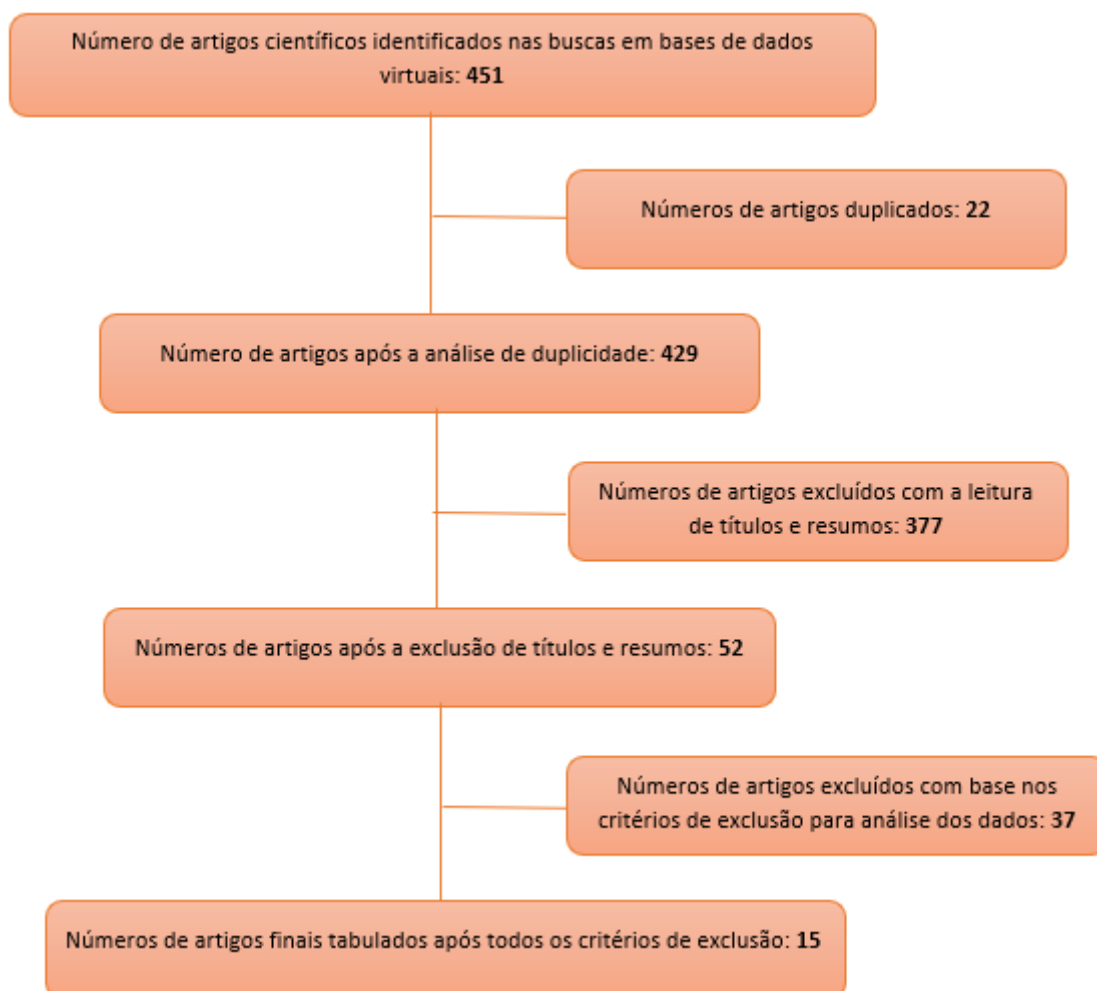 Número de artigos científicos identificados nas buscas em bases de dados
virtuais: 451
Números de artigos duplicados: 22
Número de artigos após a análise de duplicidade: 429
Números de artigos excluídos com a leitura
de títulos e resumos: 377
Números de artigos após a exclusão de títulos e resumos: 52
Números de artigos excluídos com base nos
critérios de exclusão para análise dos dados: 37
Números de artigos finais tabulados após todos os critérios de exclusão: 15